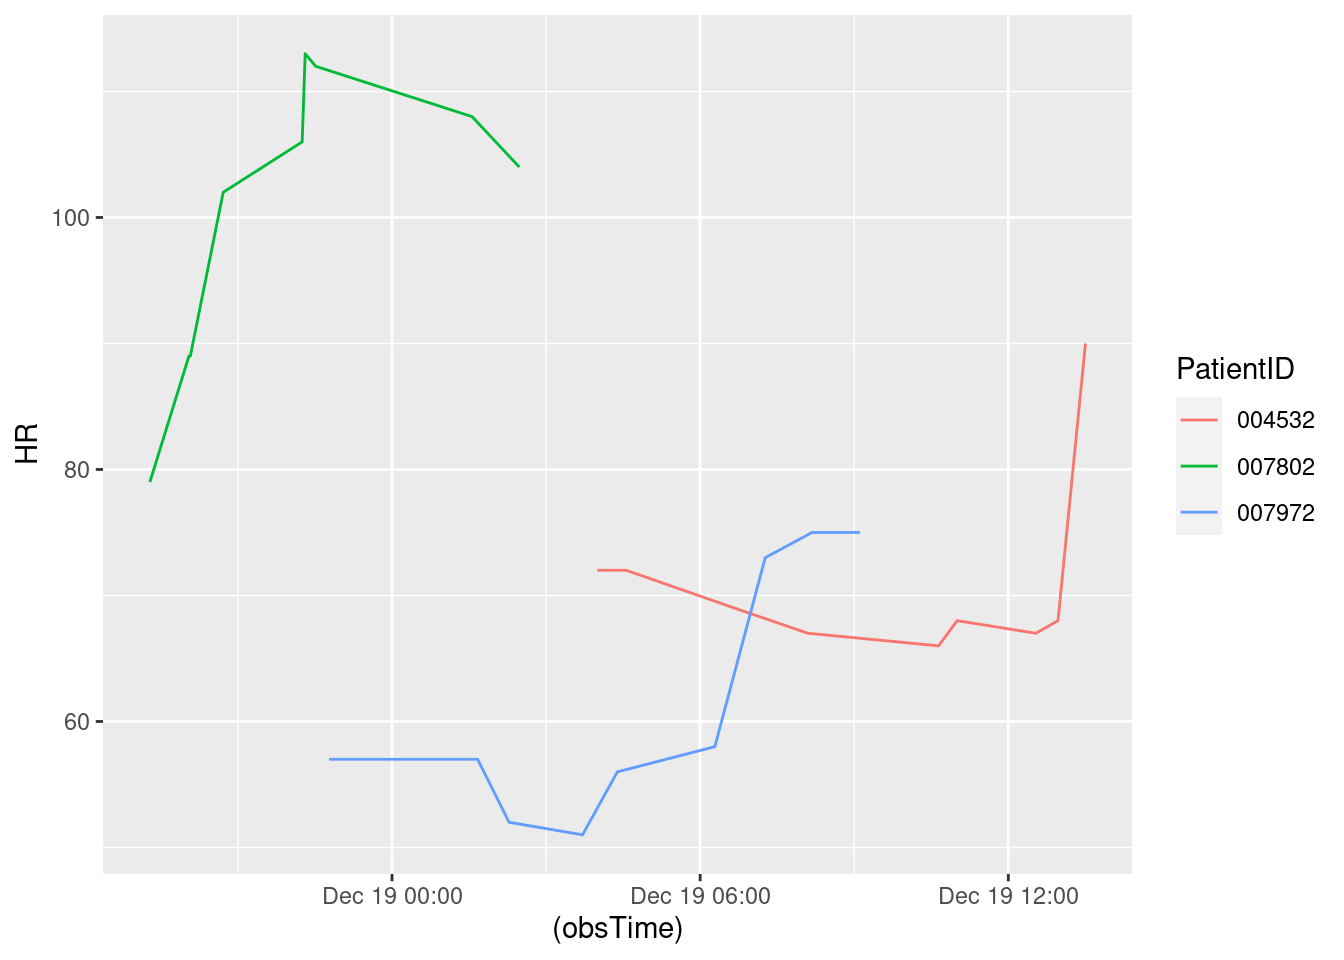 100
80
60
HR
Dec 19 00:00
Dec 19 06:00
Dec 19 12:00
(obsTime)
PatientID
004532
007802
007972